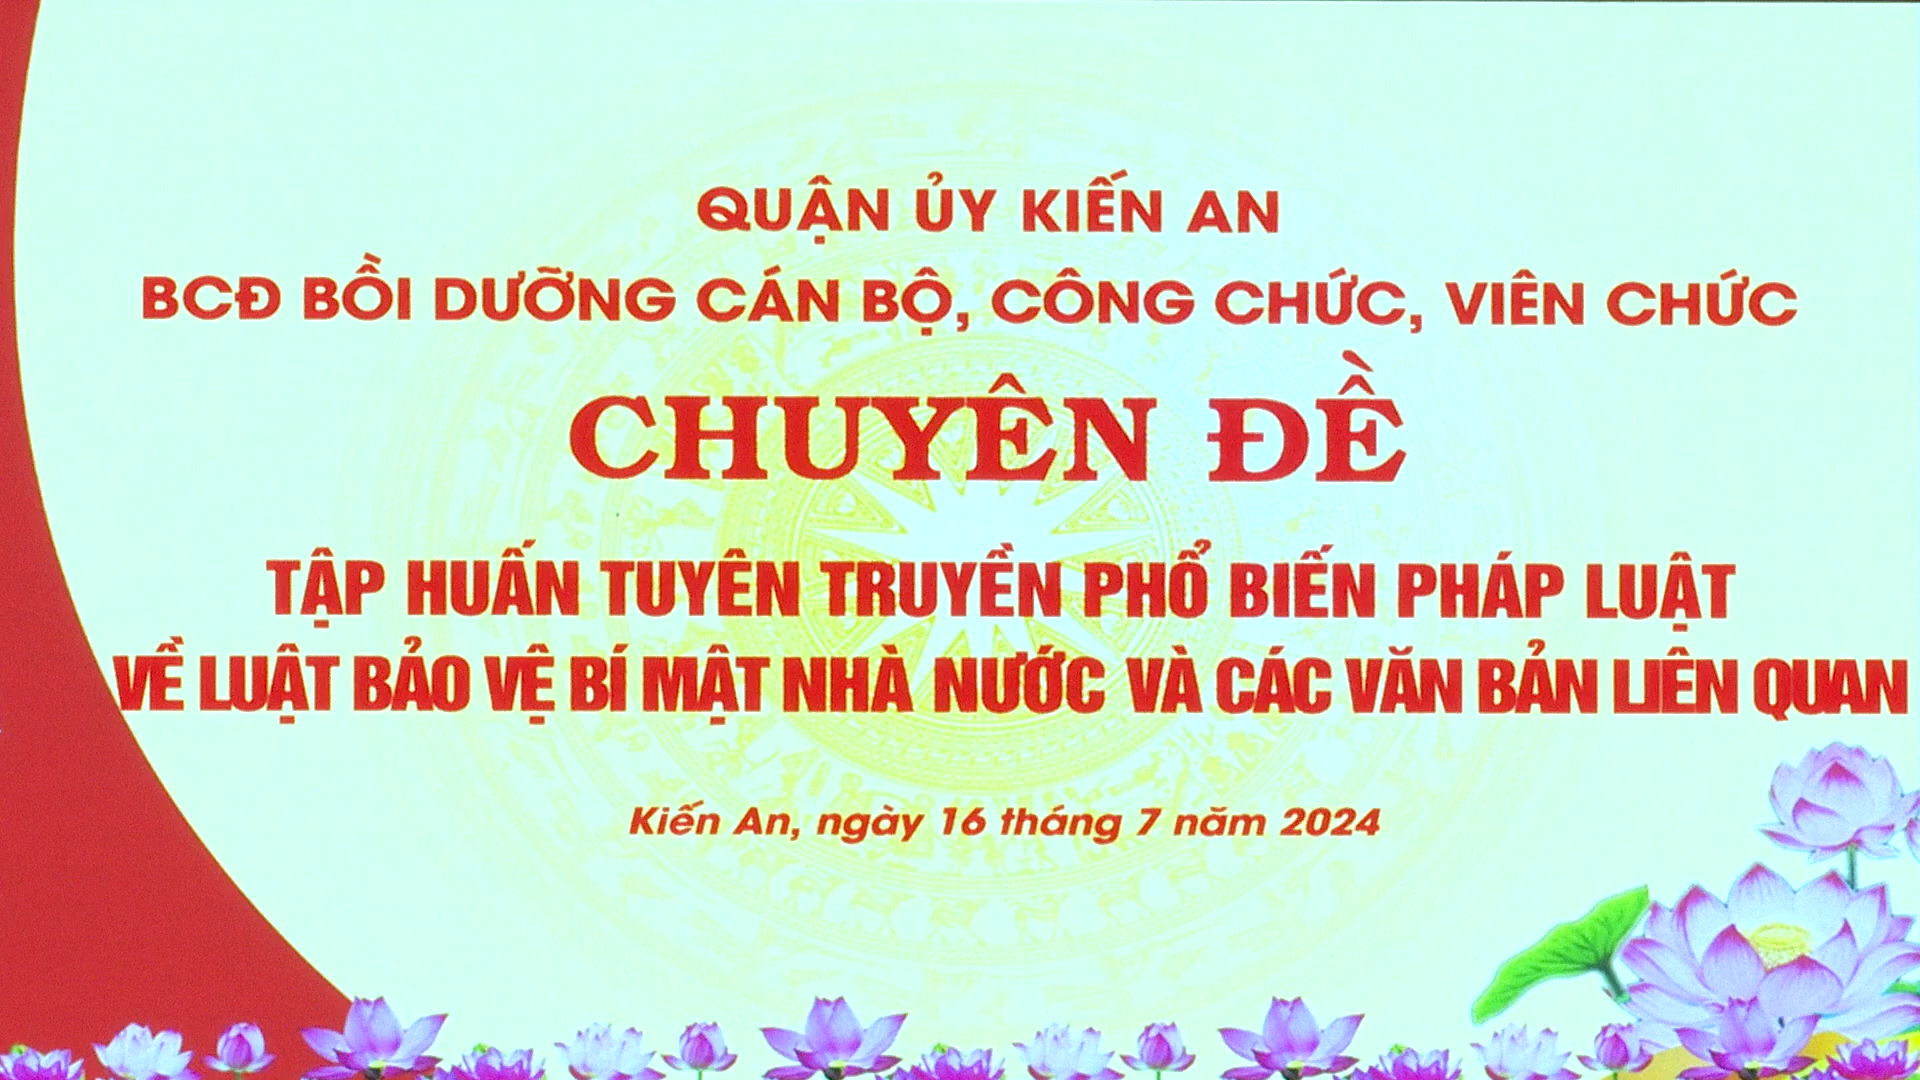 QUẬN ỦY KIẾN AN
BCĐ BỒI DƯỠNG CÁN BỘ, CÔNG CHỨC, VIÊN CHỨC
CHUYÊN ĐỀ
TẬP HUẤN TUYÊN TRUYỀN PHỔ BIẾN PHÁP LUẬT
VỀ LUẬT BẢO VỆ BÍ MẬT NHÀ NƯỚC VÀ CÁC VĂN BẢN LIÊN QUAN
Kiến An, ngày 16 tháng 7 năm 2024